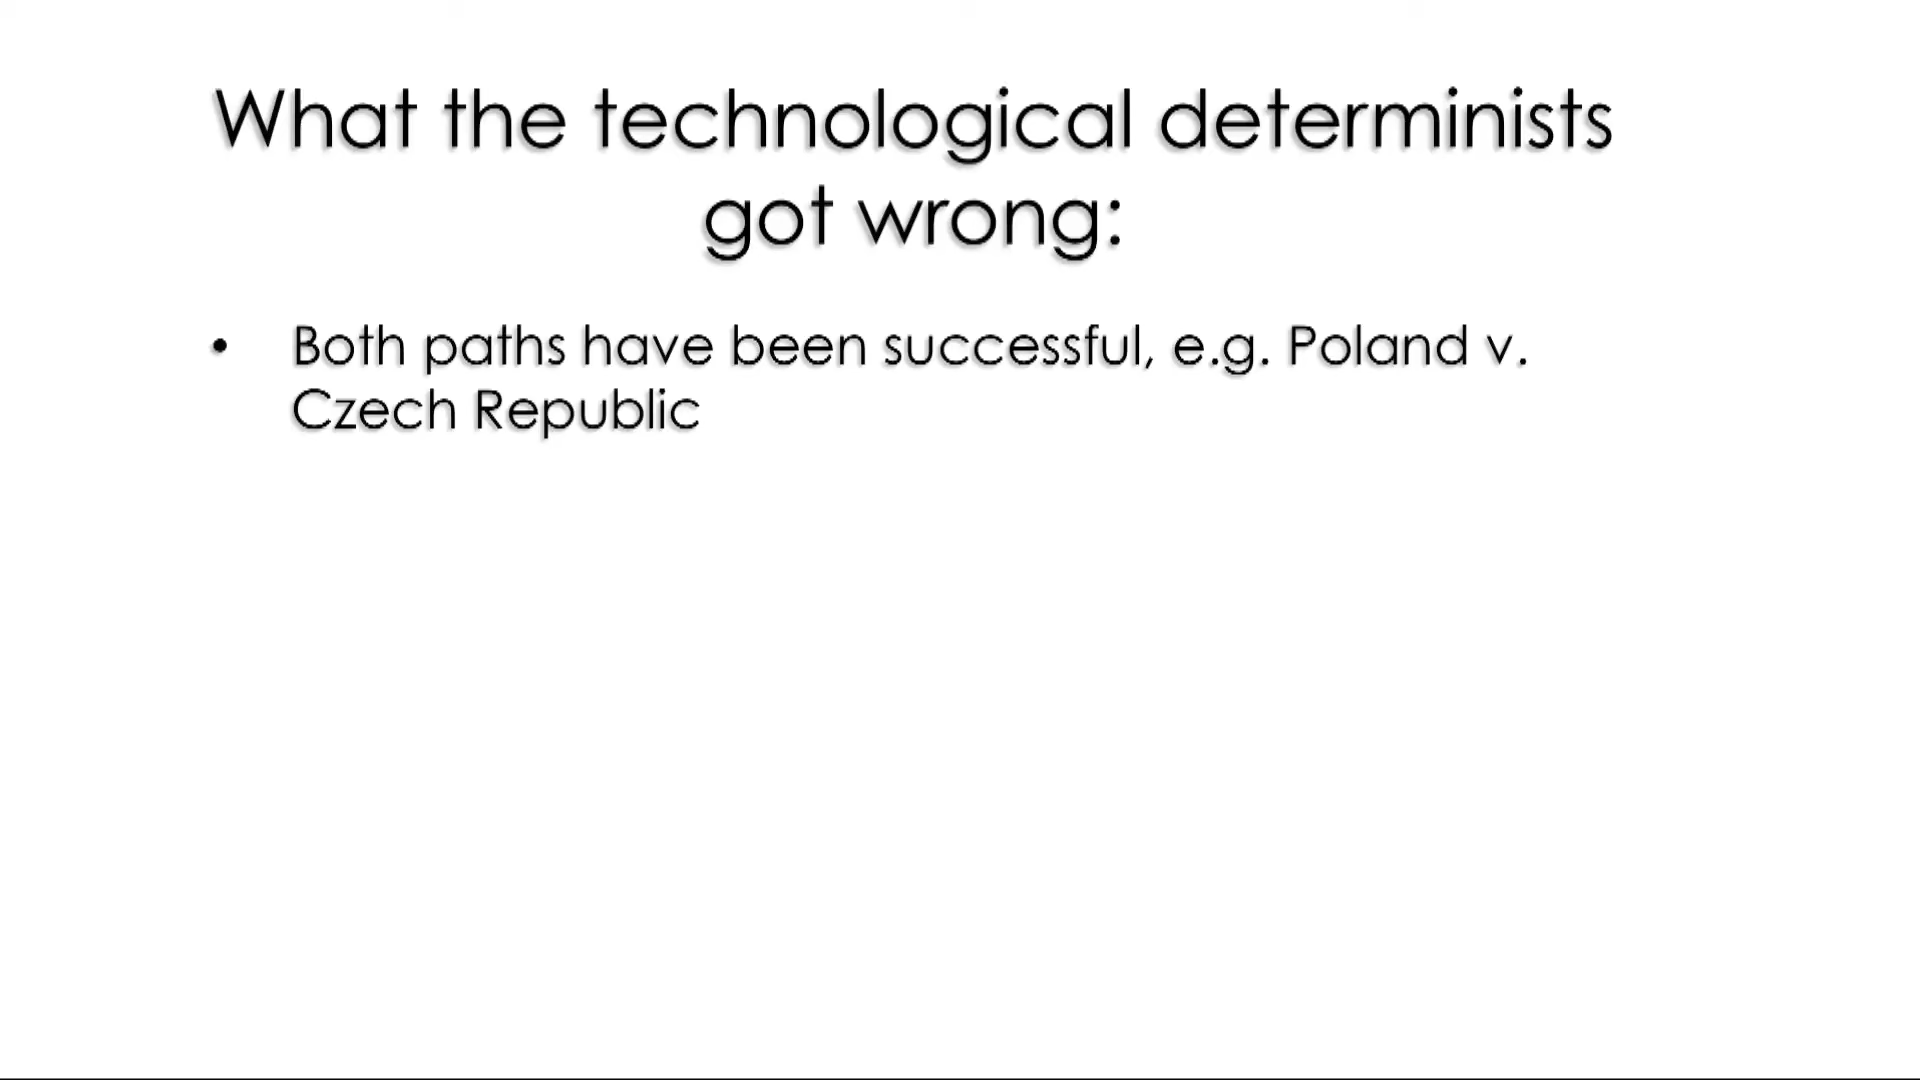 What the technological determinists
got wrong:
• Both paths have been successful, e.g. Poland v.
Czech Republic